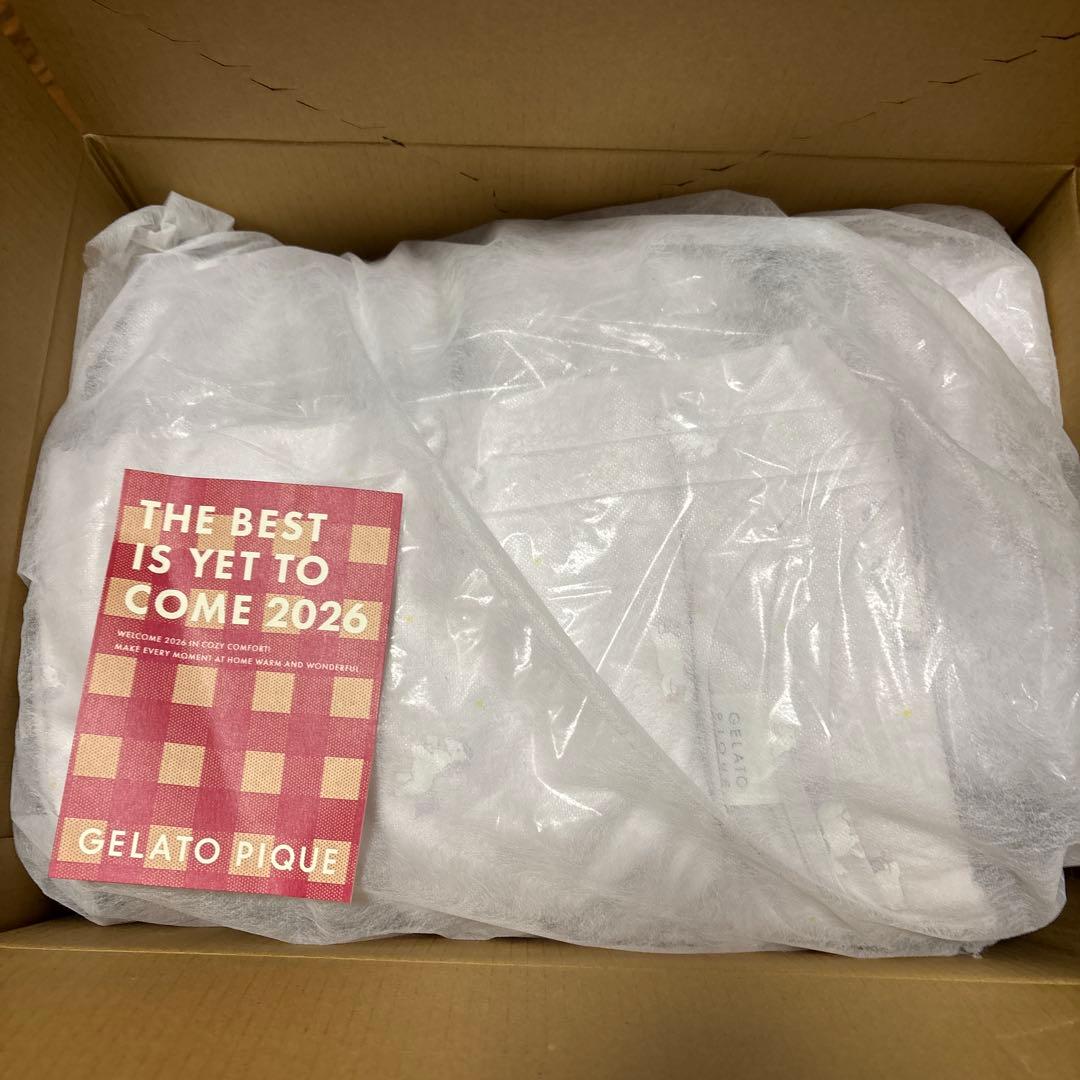 THE BEST
IS YET TO
COME 2026
WELCOME 2026 IN COZY COMFORT!
MAKE EVERY MOMENT AT HOME WARM AND WONDERFUL.
GELATO PIQUE
GELATO
PIQUE